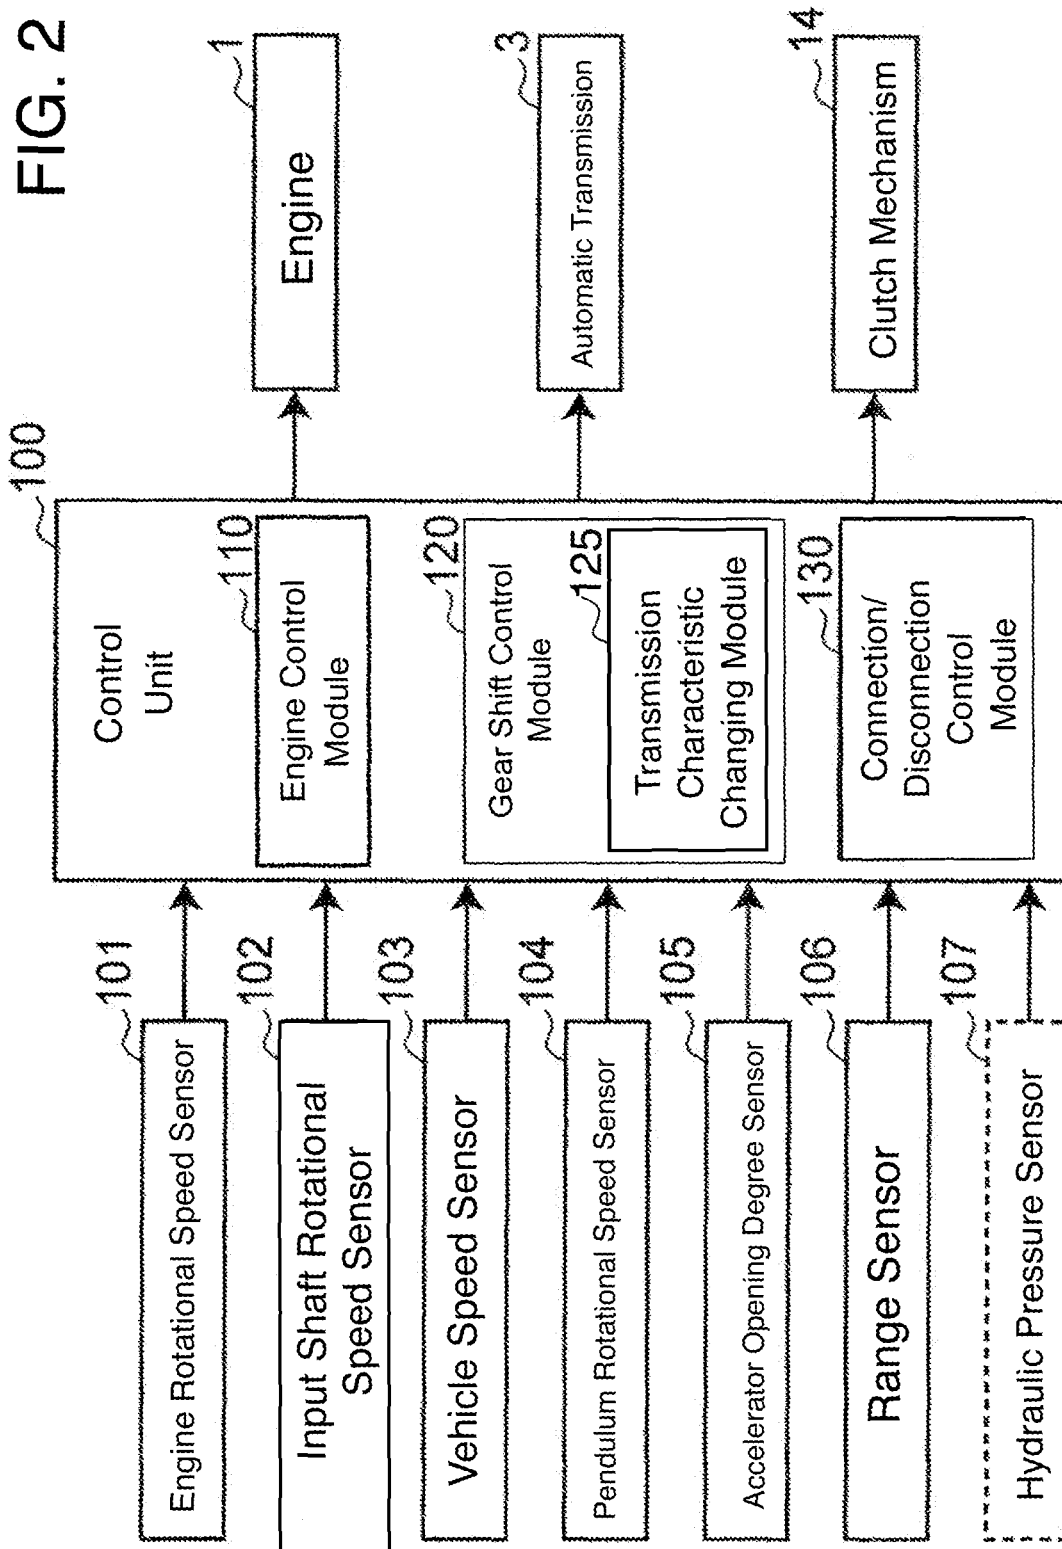 FIG. 2
101
Engine Rotational Speed Sensor
102
Input Shaft Rotational
Speed Sensor
103
Vehicle Speed Sensor
104
Pendulum Rotational Speed Sensor
105
Accelerator Opening Degree Sensor
106
Range Sensor
107
Hydraulic Pressure Sensor
100
Control
Unit
110
Engine Control
Module
120
Gear Shift Control
Module
125
Transmission
Characteristic
Changing Module
130
Connection/
Disconnection
Control
Module
1
Engine
3
Automatic Transmission
14
Clutch Mechanism